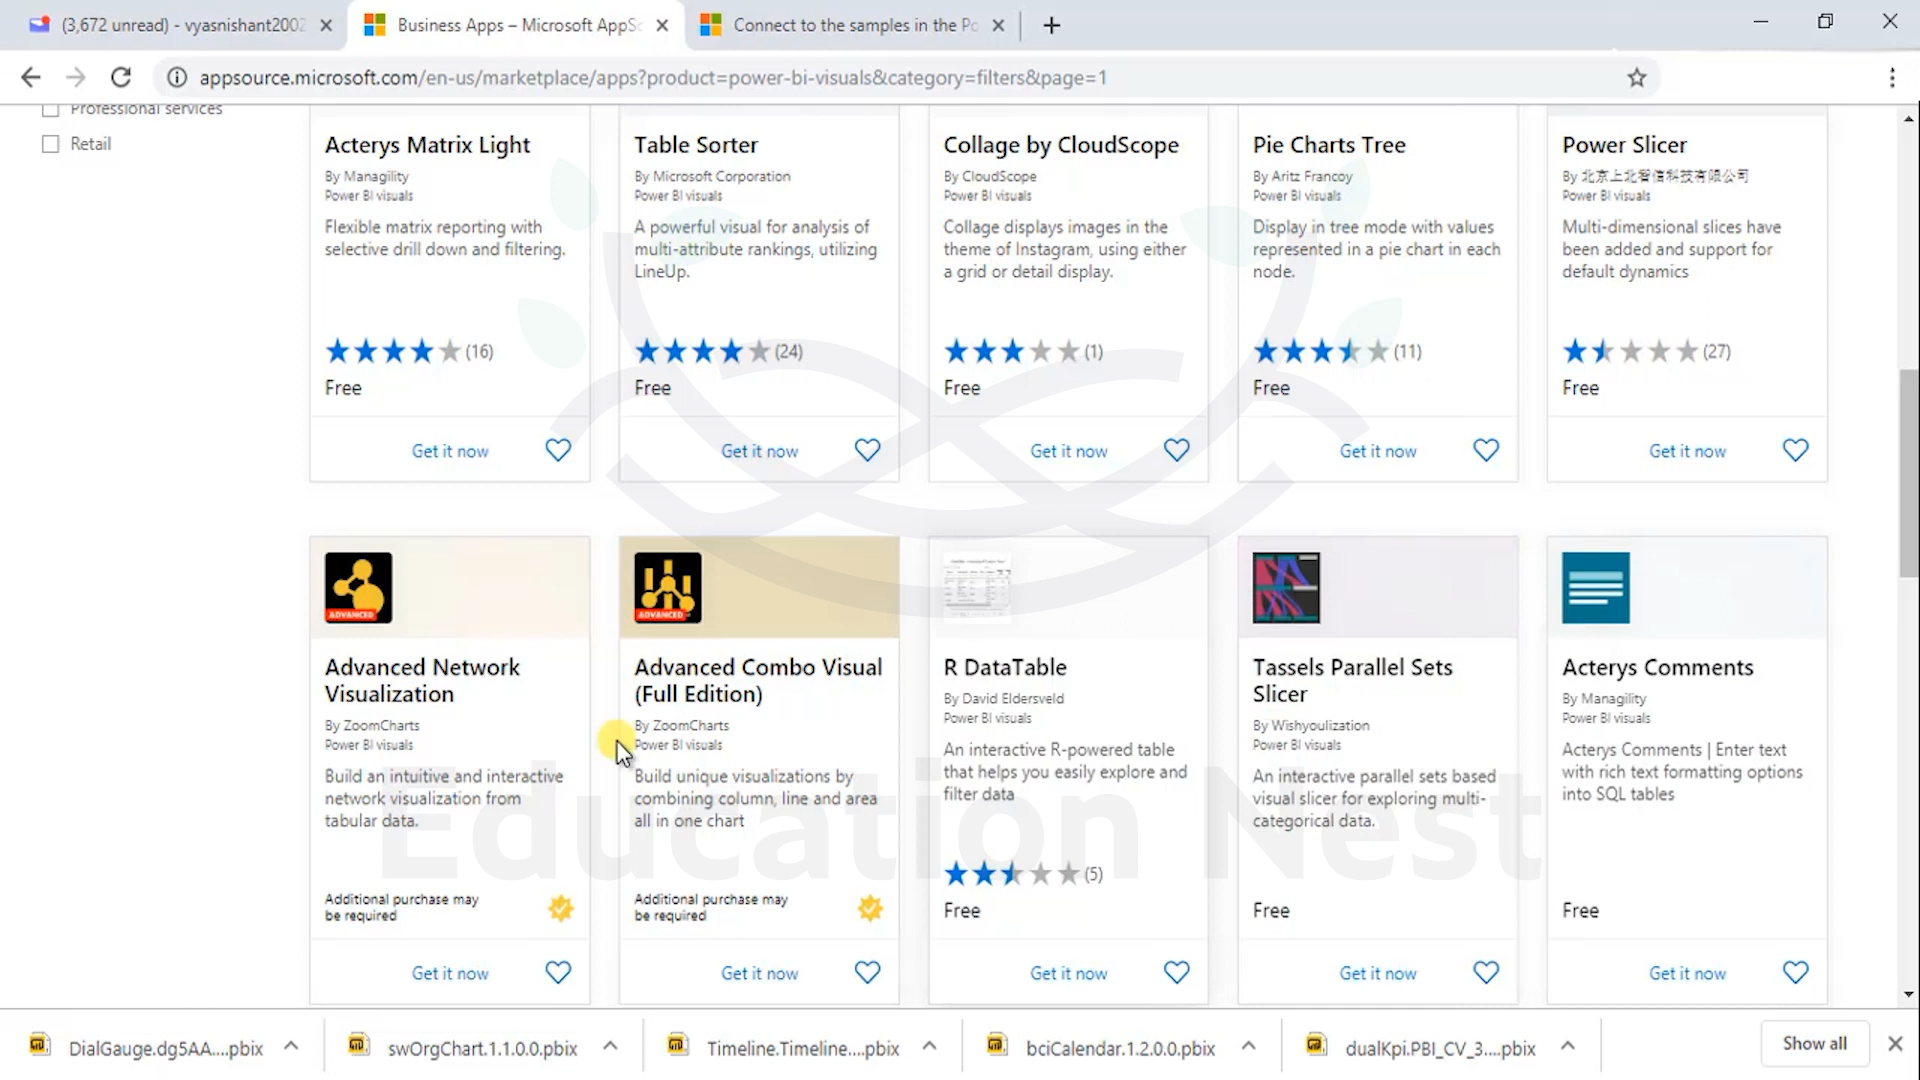 (3,672 unread) - vyasnishant2002
Business Apps – Microsoft AppSo
Connect to the samples in the Po
appsource.microsoft.com/en-us/marketplace/apps?product=power-bi-visuals&category=filters&page=1
Professional services
Retail
Acterys Matrix Light
By Managility
Power BI visuals
Flexible matrix reporting with
selective drill down and filtering.
(16)
Free
Get it now
Table Sorter
By Microsoft Corporation
Power BI visuals
A powerful visual for analysis of
multi-attribute rankings, utilizing
LineUp.
(24)
Free
Get it now
Collage by CloudScope
By CloudScope
Power BI visuals
Collage displays images in the
theme of Instagram, using either
a grid or detail display.
(1)
Free
Get it now
Pie Charts Tree
By Aritz Francoy
Power BI visuals
Display in tree mode with values
represented in a pie chart in each
node.
(11)
Free
Get it now
Power Slicer
By 北京上北智信科技有限公司
Power BI visuals
Multi-dimensional slices have
been added and support for
default dynamics
(27)
Free
Get it now
ADVANCED
Advanced Network
Visualization
By ZoomCharts
Power BI visuals
Build an intuitive and interactive
network visualization from
tabular data.
Additional purchase may
be required
Get it now
ADVANCED
Advanced Combo Visual
(Full Edition)
By ZoomCharts
Power BI visuals
Build unique visualizations by
combining column, line and area
all in one chart
Additional purchase may
be required
Get it now
R DataTable
By David Eldersveld
Power BI visuals
An interactive R-powered table
that helps you easily explore and
filter data
(5)
Free
Get it now
Tassels Parallel Sets
Slicer
By Wishyoulization
Power BI visuals
An interactive parallel sets based
visual slicer for exploring multi-
categorical data.
Free
Get it now
Acterys Comments
By Managility
Power BI visuals
Acterys Comments | Enter text
with rich text formatting options
into SQL tables
Free
Get it now
Education Nest
DialGauge.dg5AA....pbix
swOrgChart.1.1.0.0.pbix
Timeline.Timeline....pbix
bciCalendar.1.2.0.0.pbix
dualKpi.PBI_CV_3....pbix
Show all